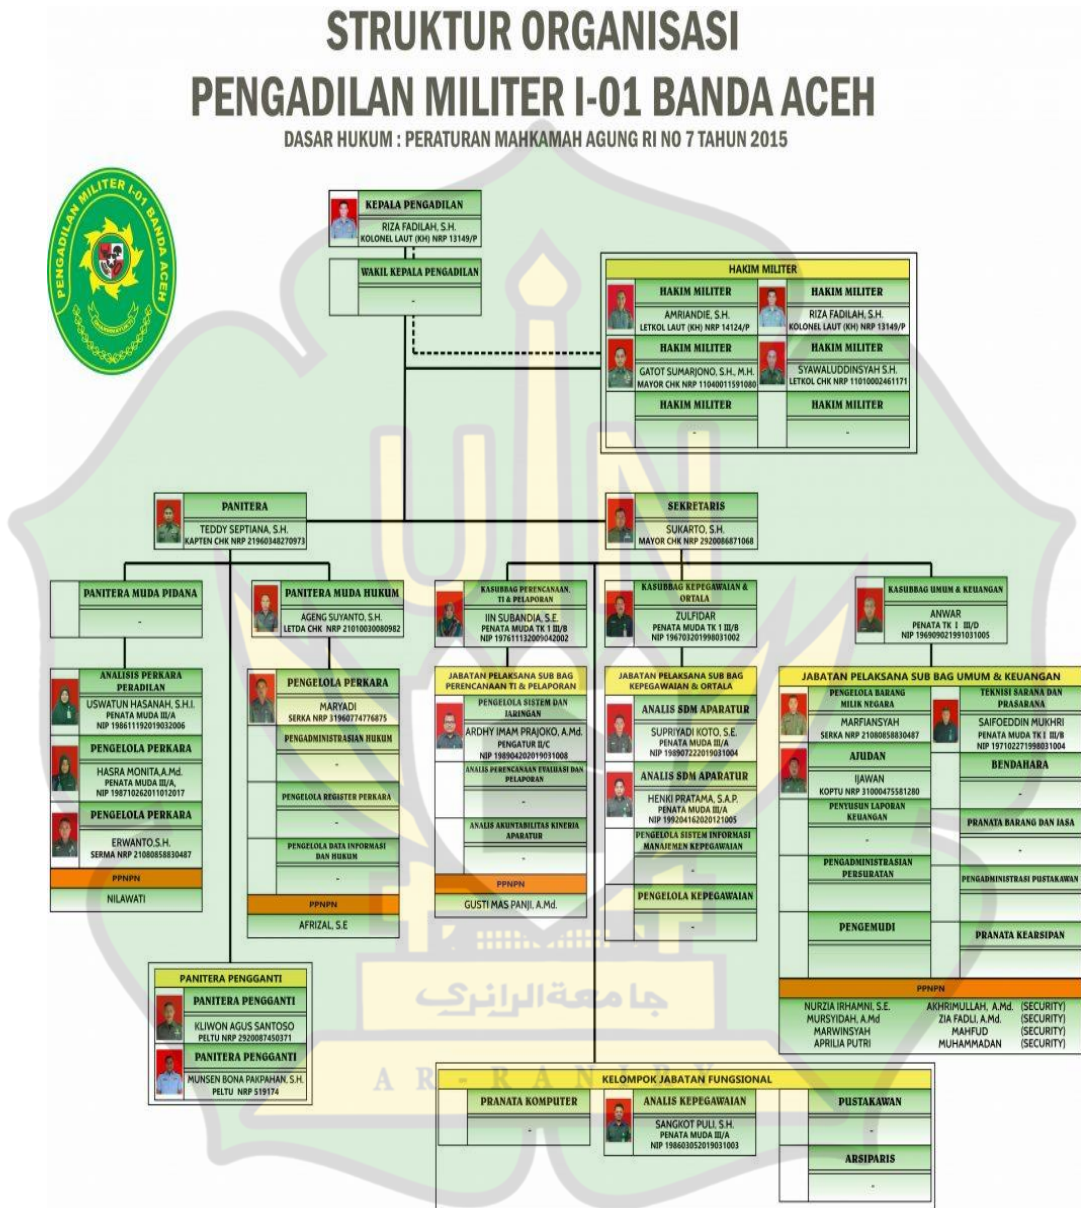 STRUKTUR ORGANISASI
PENGADILAN MILITER I-01 BANDA ACEH
DASAR HUKUM : PERATURAN MAHKAMAH AGUNG RI NO 7 TAHUN 2015
PENGADILAN MILITER I-01 BANDA ACEH
KEPALA PENGADILAN
RIZA FADILAH, S.H.
KOLONEL LAUT (KH) NRP 13149/P
WAKIL KEPALA PENGADILAN
-
HAKIM MILITER
HAKIM MILITER
AMRIANDIE, S.H.
LETKOL LAUT (KH) NRP 14124/P
HAKIM MILITER
RIZA FADILAH, S.H.
KOLONEL LAUT (KH) NRP 13149/P
HAKIM MILITER
GATOT SUMARJONO, S.H., M.H.
MAYOR CHK NRP 11040011591080
HAKIM MILITER
SYAWALUDDINSYAH S.H.
LETKOL CHK NRP 11010002461171
HAKIM MILITER
-
HAKIM MILITER
-
PANITERA
TEDDY SEPTIANA, S.H.
KAPTEN CHK NRP 21960348270973
SEKRETARIS
SUKARTO, S.H.
MAYOR CHK NRP 2920086871068
PANITERA MUDA PIDANA
-
PANITERA MUDA HUKUM
AGENG SUYANTO, S.H.
LETDA CHK NRP 21010030080982
KASUBBAG PERENCANAAN,
TI & PELAPORAN
IIN SUBANDIA, S.E.
PENATA MUDA TK 1 III/B
NIP 197611132009042002
KASUBBAG KEPEGAWAIAN &
ORTALA
ZULFIDAR
PENATA MUDA TK 1 III/B
NIP 196703201998031002
KASUBBAG UMUM & KEUANGAN
ANWAR
PENATA TK I III/D
NIP 196909021991031005
ANALISIS PERKARA
PERADILAN
USWATUN HASANAH, S.H.I.
PENATA MUDA III/A
NIP 198611192019032006
PENGELOLA PERKARA
HASRA MONITA,A.Md.
PENATA MUDA III/A,
NIP 198710262011012017
PENGELOLA PERKARA
ERWANTO,S.H.
SERMA NRP 21080858830487
PPNPN
NILAWATI
PENGELOLA PERKARA
MARYADI
SERKA NRP 31960774776875
PENGADMINISTRASIAN HUKUM
-
PENGELOLA REGISTER PERKARA
-
PENGELOLA DATA INFORMASI
DAN HUKUM
-
PPNPN
AFRIZAL, S.E
JABATAN PELAKSANA SUB BAG
PERENCANAAN TI & PELAPORAN
PENGELOLA SISTEM DAN
JARINGAN
ARDHY IMAM PRAJOKO, A.Md.
PENGATUR II/C
NIP 198904202019031008
ANALIS PERENCANAAN EVALUASI DAN
PELAPORAN
-
ANALIS AKUNTABILITAS KINERJA
APARATUR
-
PPNPN
GUSTI MAS PANJI, A.Md.
JABATAN PELAKSANA SUB BAG
KEPEGAWAIAN & ORTALA
ANALIS SDM APARATUR
SUPRIYADI KOTO, S.E.
PENATA MUDA III/A
NIP 198907222019031004
ANALIS SDM APARATUR
HENKI PRATAMA, S.A.P.
PENATA MUDA III/A
NIP 199204162020121005
PENGELOLA SISTEM INFORMASI
MANAJEMEN KEPEGAWAIAN
-
PENGELOLA KEPEGAWAIAN
-
JABATAN PELAKSANA SUB BAG UMUM & KEUANGAN
PENGELOLA BARANG
MILIK NEGARA
MARFIANSYAH
SERKA NRP 21080858830487
TEKNISI SARANA DAN
PRASARANA
SAIFOEDDIN MUKHRI
PENATA MUDA TK I III/B
NIP 197102271998031004
AJUDAN
IJAWAN
KOPTU NRP 31000475581280
BENDAHARA
-
PENYUSUN LAPORAN
KEUANGAN
-
PRANATA BARANG DAN JASA
-
PENGADMINISTRASIAN
PERSURATAN
PENGADMINISTRASI PUSTAKAWAN
PENGEMUDI
PRANATA KEARSIPAN
PPNPN
NURZIA IRHAMNI, S.E. AKHRIMULLAH, A.Md. (SECURITY)
MURSYIDAH, A.Md ZIA FADLI, A.Md. (SECURITY)
MARWINSYAH MAHFUD (SECURITY)
APRILIA PUTRI MUHAMMADAN (SECURITY)
PANITERA PENGGANTI
PANITERA PENGGANTI
KLIWON AGUS SANTOSO
PELTU NRP 2920087450371
PANITERA PENGGANTI
MUNSEN BONA PAKPAHAN, S.H.
PELTU NRP 519174
KELOMPOK JABATAN FUNGSIONAL
PRANATA KOMPUTER
-
ANALIS KEPEGAWAIAN
SANGKOT PULI, S.H.
PENATA MUDA III/A
NIP 198603052019031003
PUSTAKAWAN
-
ARSIPARIS
-
UIN
جامعةالرانري
AR-RANIRY